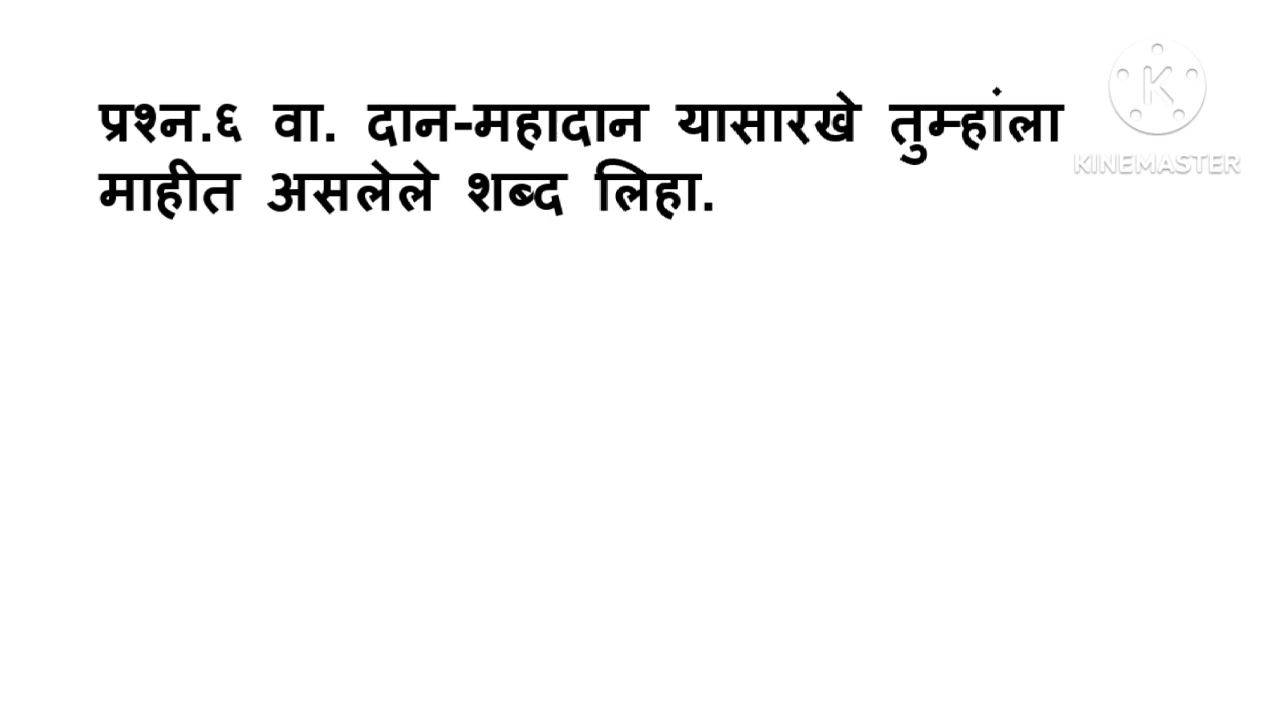 प्रश्न.६ वा. दान-महादान यासारखे तुम्हांला
माहीत असलेले शब्द लिहा.
KINEMASTER